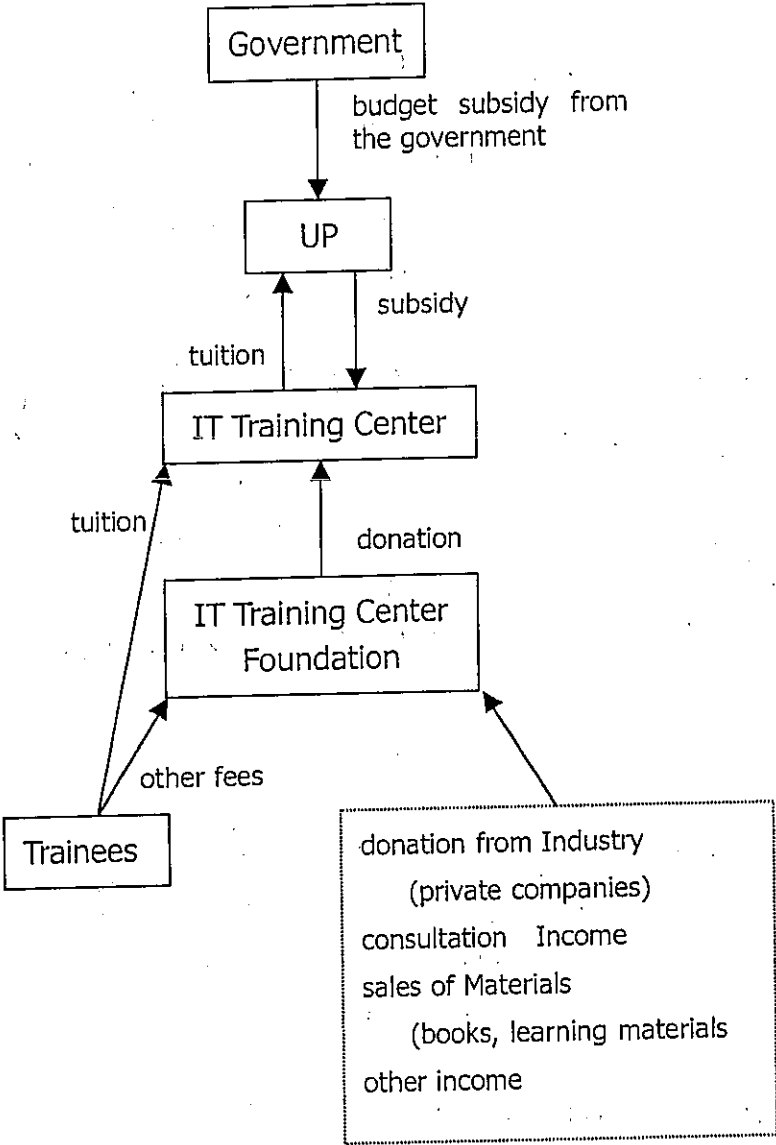 Government
budget subsidy from
the government
UP
subsidy
tuition
IT Training Center
tuition
donation
IT Training Center
Foundation
other fees
Trainees
donation from Industry
(private companies)
consultation Income
sales of Materials
(books, learning materials
other income